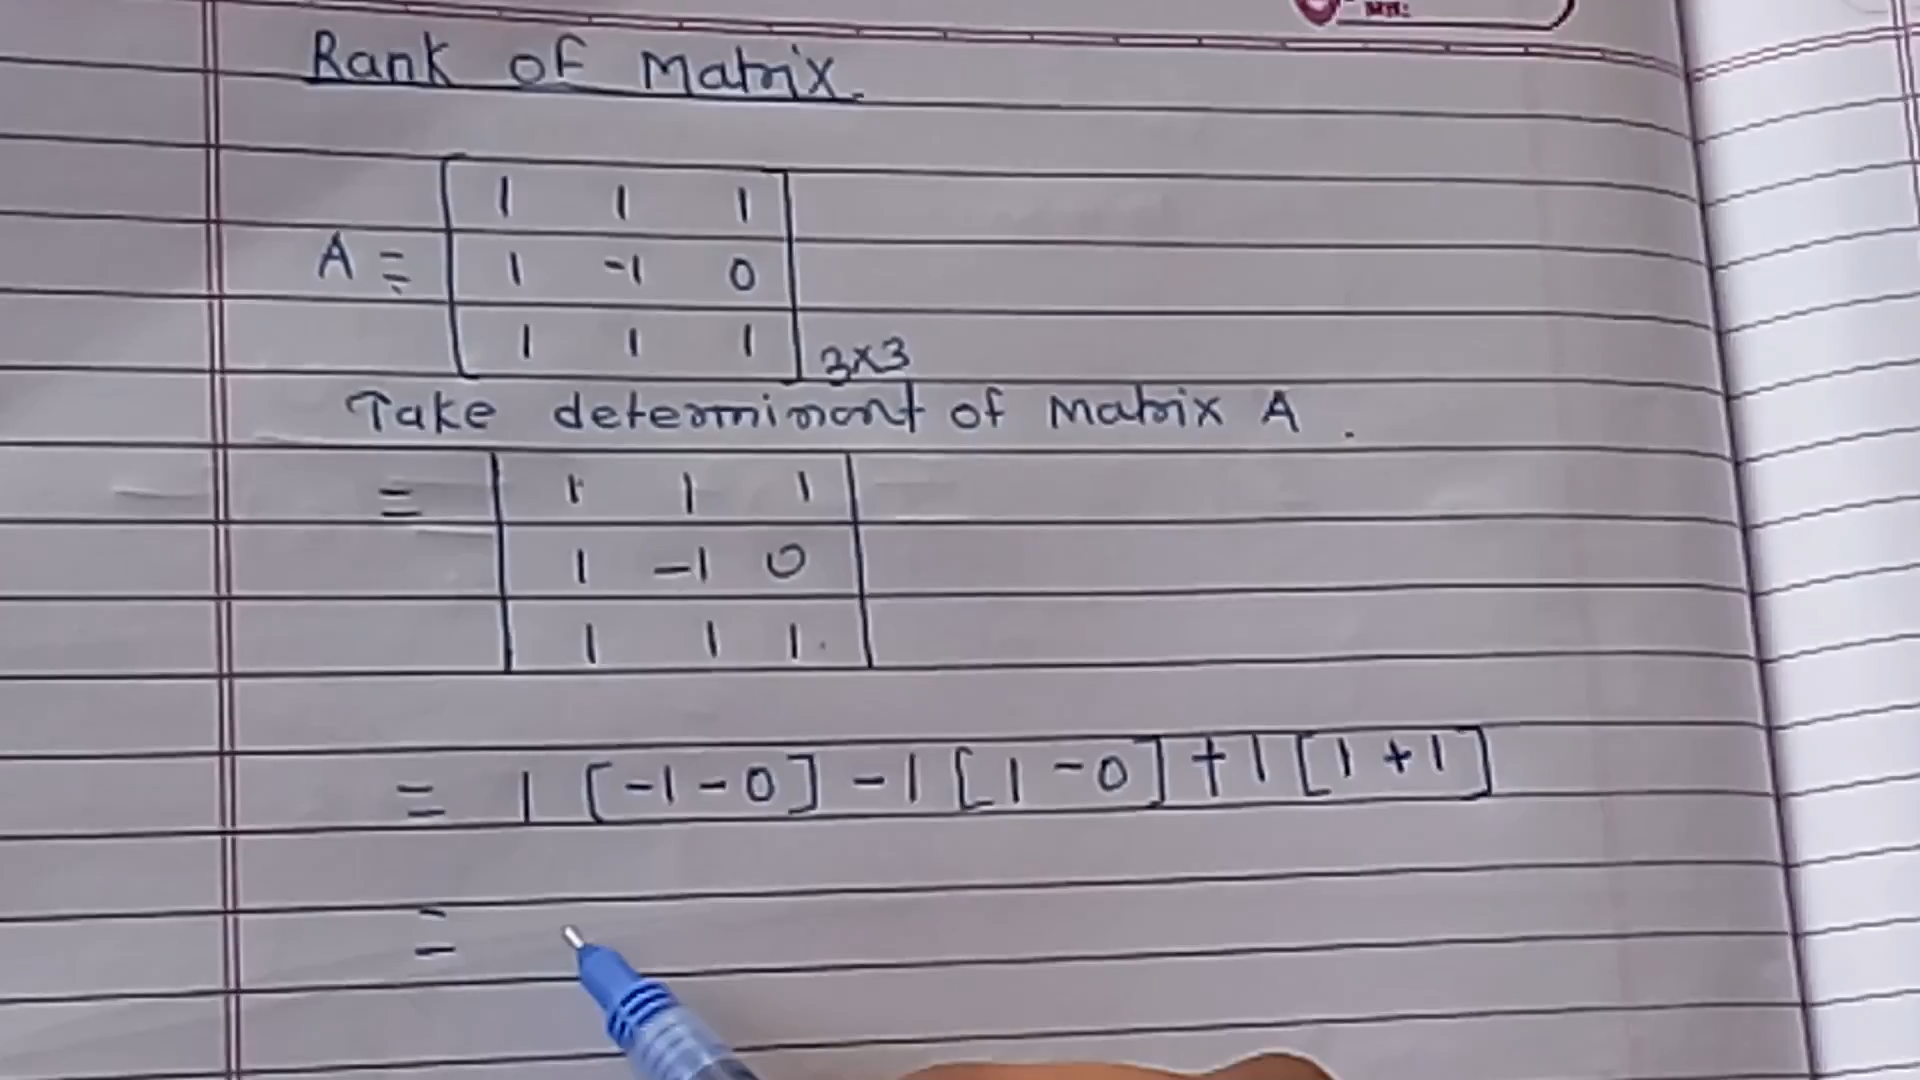 Rank of Matrix.
1 1 1
A = 1 -1 0
1 1 1 3x3
Take determinant of Matrix A.
= 1 1 1
1 -1 0
1 1 1
= 1 [-1-0] -1 [1-0] +1 [1+1]
=